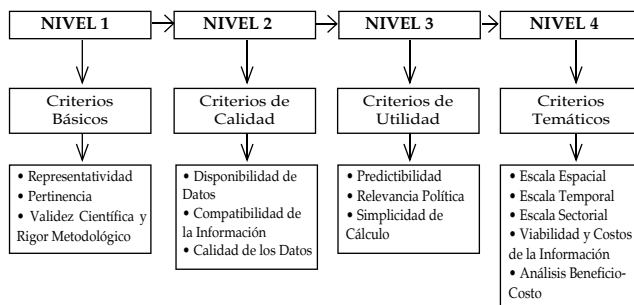 NIVEL 1
NIVEL 2
NIVEL 3
NIVEL 4
Criterios
Básicos
Criterios de
Calidad
Criterios de
Utilidad
Criterios
Temáticos
• Representatividad
• Pertinencia
• Validez Científica y
Rigor Metodológico
• Disponibilidad de
Datos
• Compatibilidad de
la Información
• Calidad de los Datos
• Predictibilidad
• Relevancia Política
• Simplicidad de
Cálculo
• Escala Espacial
• Escala Temporal
• Escala Sectorial
• Viabilidad y Costos
de la Información
• Análisis Beneficio-
Costo